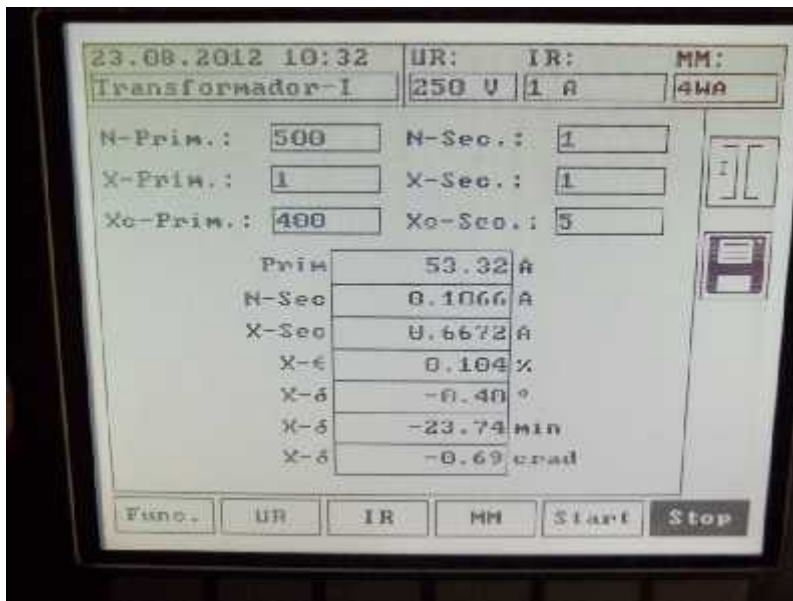 23.08.2012 10:32 UR: IR: MM:
Transformador-I 250 V 1 A 4WA
N-Prim.: 500 N-Sec.: 1
X-Prim.: 1 X-Sec.: 1
Xo-Prim.: 400 Xo-Sec.: 5
Prim 53.32 A
N-Sec 0.1066 A
X-Sec 0.6672 A
X-ϵ 0.104 %
X-δ -0.40 °
X-δ -23.74 min
X-δ -0.69 crad
Func. UR IR MM Start Stop